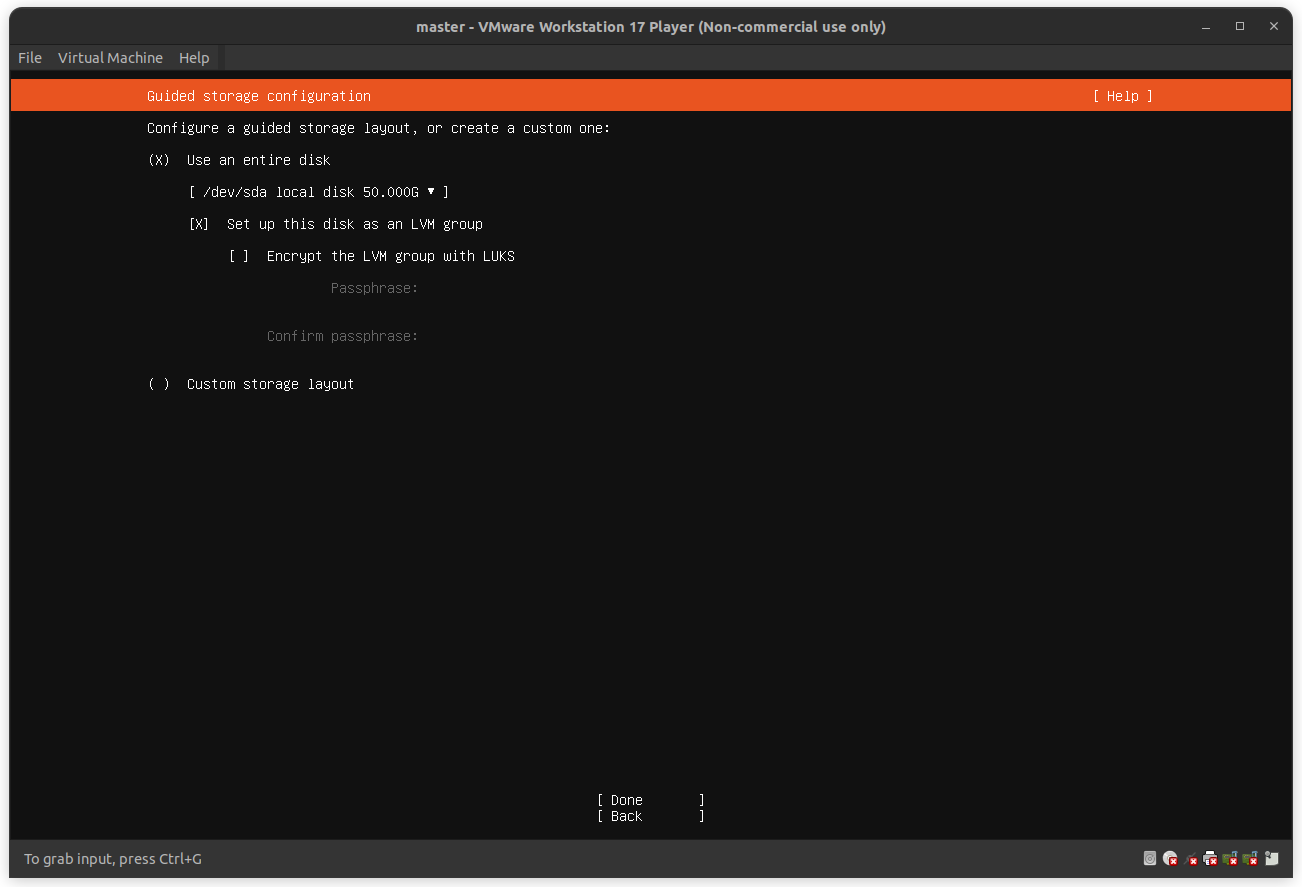 master - VMware Workstation 17 Player (Non-commercial use only)
File Virtual Machine Help
Guided storage configuration [ Help ]
Configure a guided storage layout, or create a custom one:
(X) Use an entire disk
[ /dev/sda local disk 50.000G ▾ ]
[X] Set up this disk as an LVM group
[ ] Encrypt the LVM group with LUKS
Passphrase:
Confirm passphrase:
( ) Custom storage layout
[ Done ]
[ Back ]
To grab input, press Ctrl+G